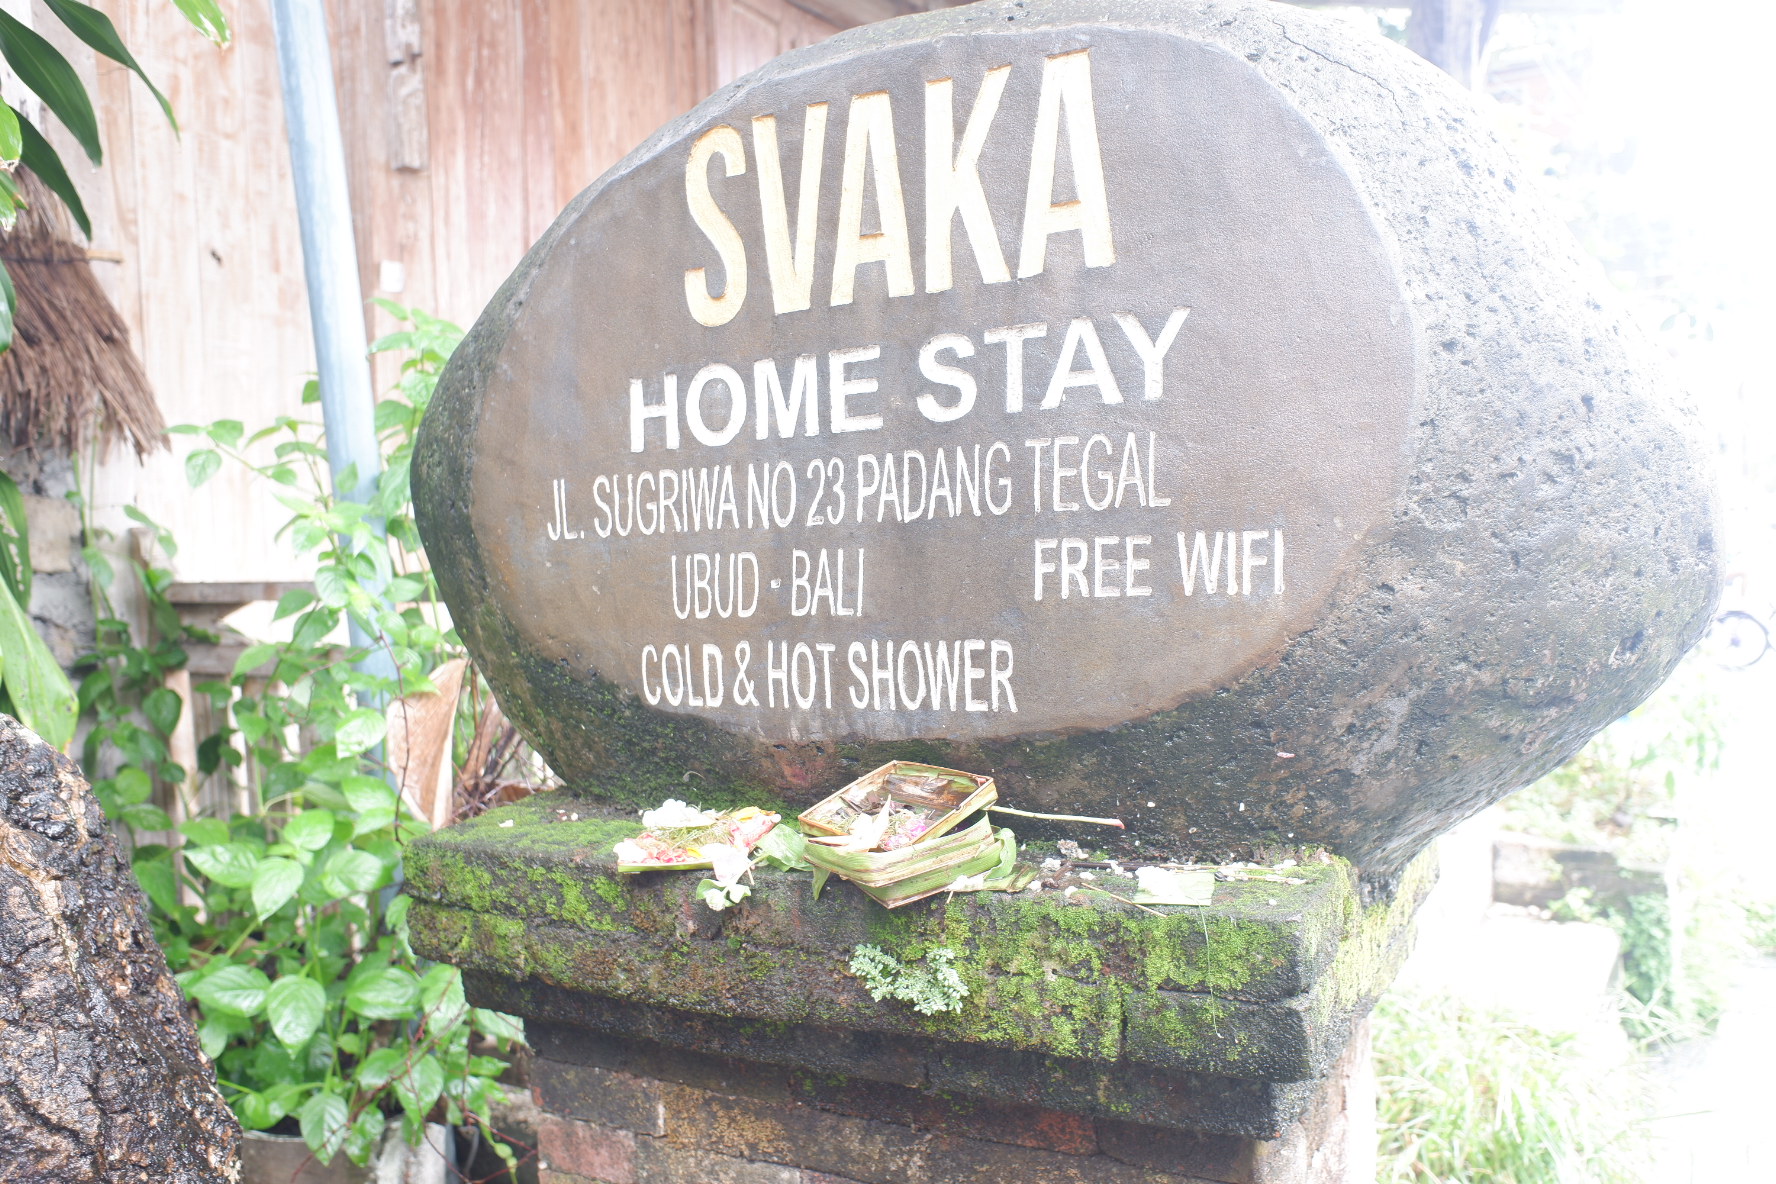 SVAKA
HOME STAY
JL. SUGRIWA NO 23 PADANG TEGAL
UBUD - BALI FREE WIFI
COLD & HOT SHOWER